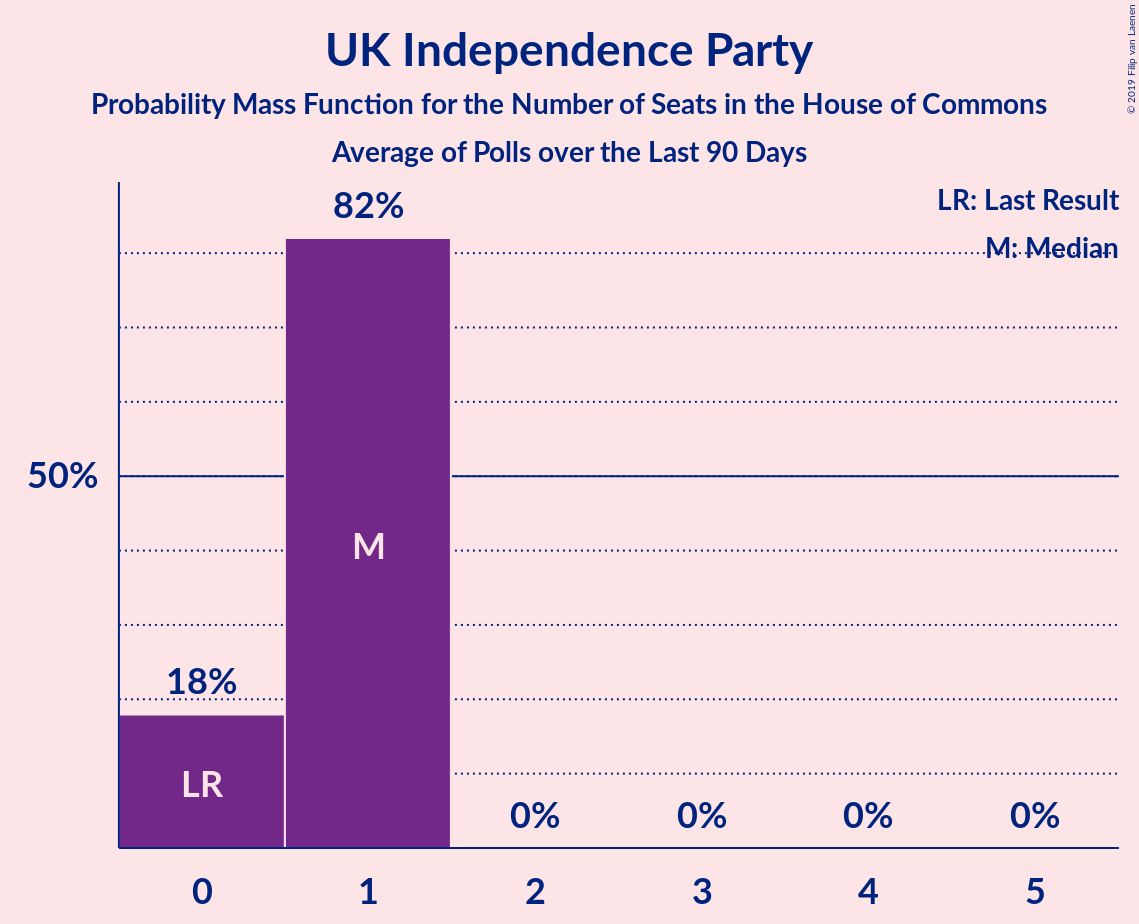 UK Independence Party
Probability Mass Function for the Number of Seats in the House of Commons
Average of Polls over the Last 90 Days
© 2019 Filip van Laenen
LR: Last Result
M: Median
82%
50%
M
18%
LR
0%
0%
0%
0%
0
1
2
3
4
5